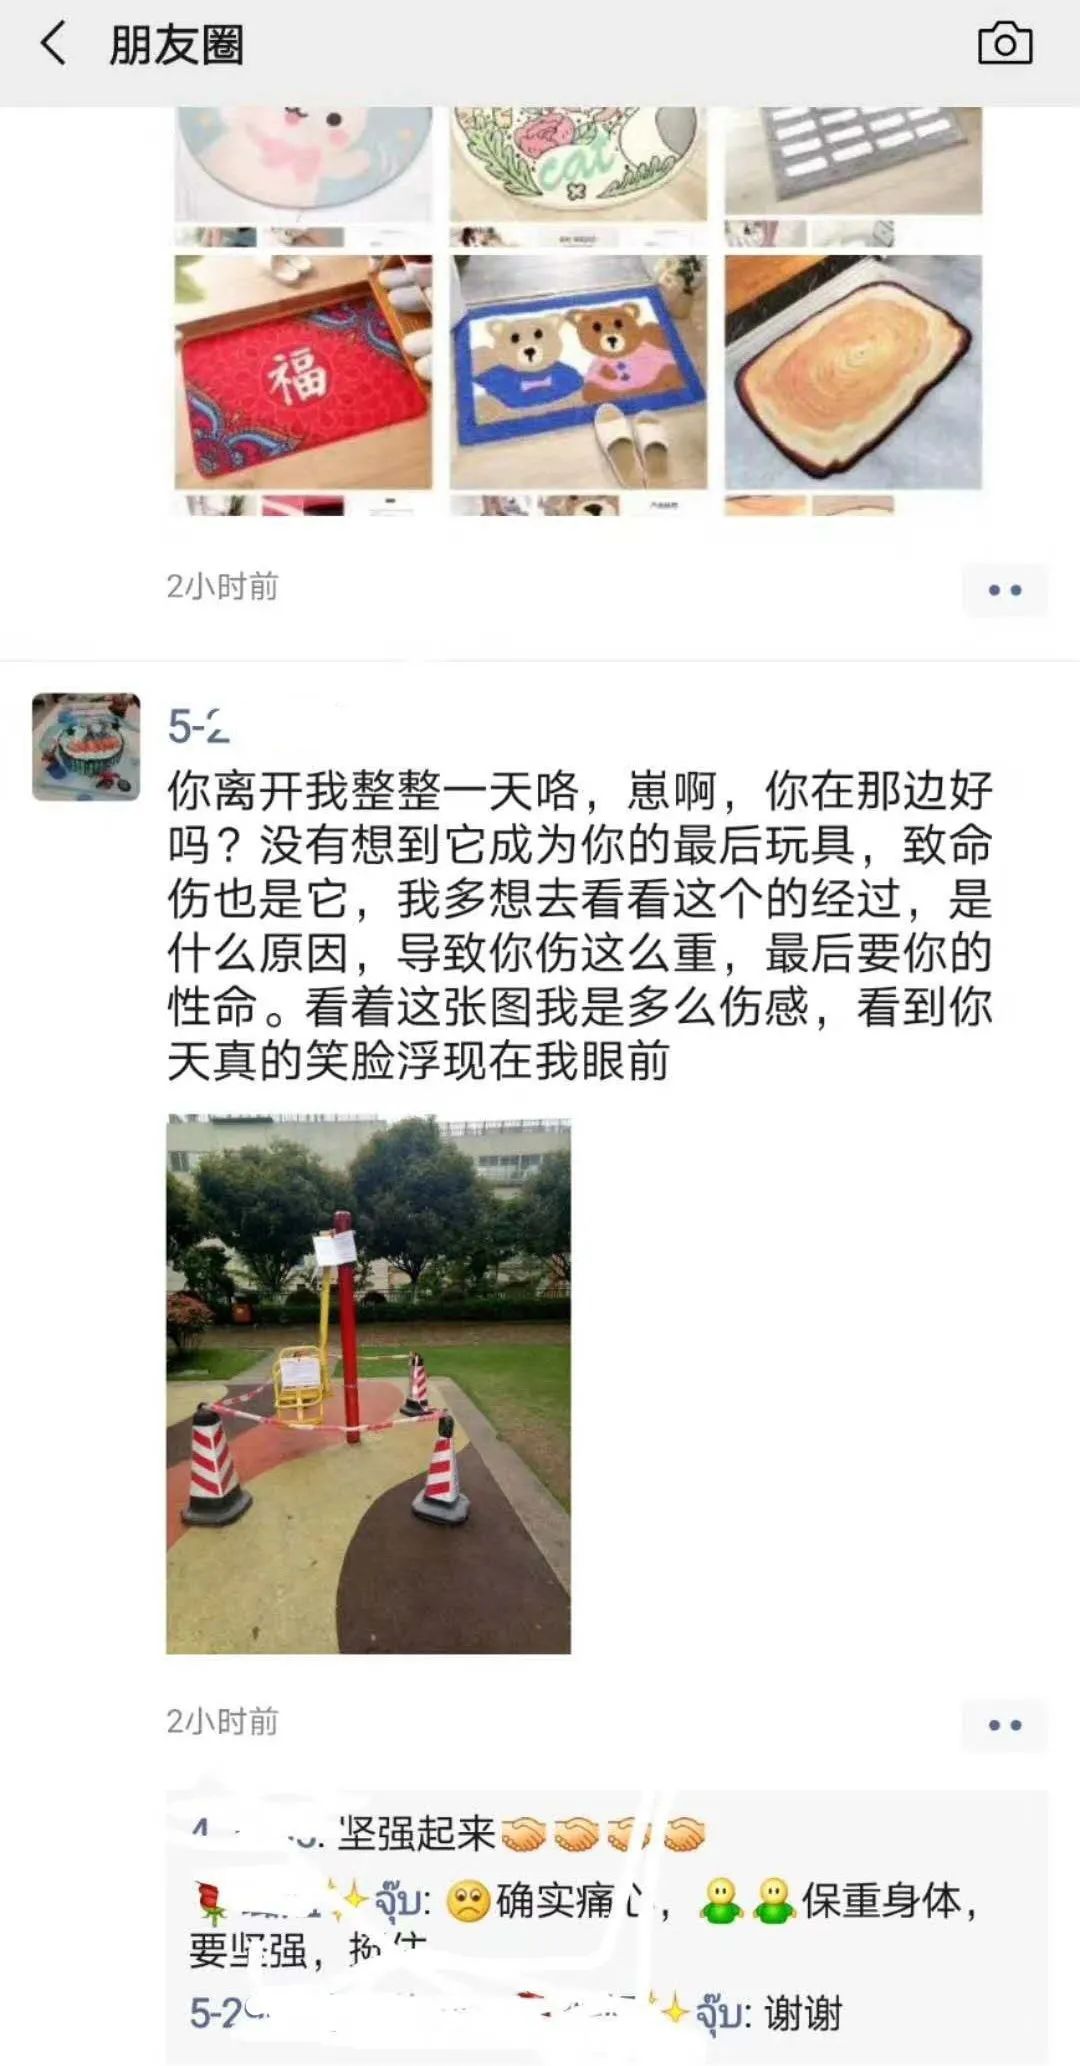 朋友圈
cat
福
2小时前
5-2
你离开我整整一天咯，崽啊，你在那边好
吗？没有想到它成为你的最后玩具，致命
伤也是它，我多想去看看这个的经过，是
什么原因，导致你伤这么重，最后要你的
性命。看着这张图我是多么伤感，看到你
天真的笑脸浮现在我眼前
2小时前
坚强起来
จุ๊บ: 确实痛心，保重身体，
要坚强，
5-2
จุ๊บ: 谢谢